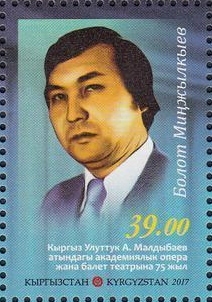 Болот Миңжылкыев
39.00
Кыргыз Улуттук А. Малдыбаев
атындагы академиялык опера
жана балет театрына 75 жыл
КЫРГЫЗСТАН KYRGYZSTAN 2017